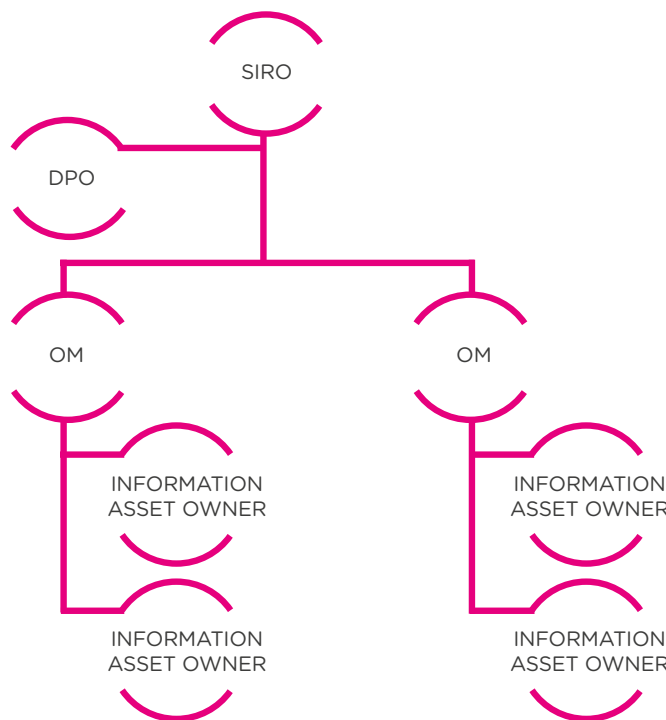 SIRO
DPO
OM
OM
INFORMATION
ASSET OWNER
INFORMATION
ASSET OWNER
INFORMATION
ASSET OWNER
INFORMATION
ASSET OWNER